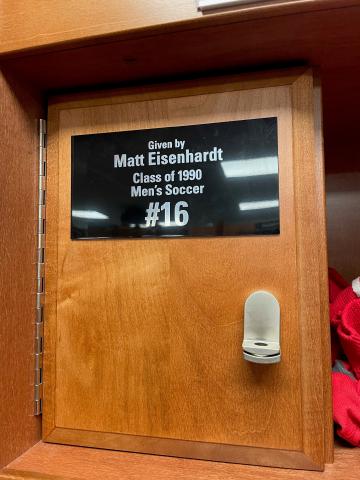 Given by
Matt Eisenhardt
Class of 1990
Men's Soccer
#16